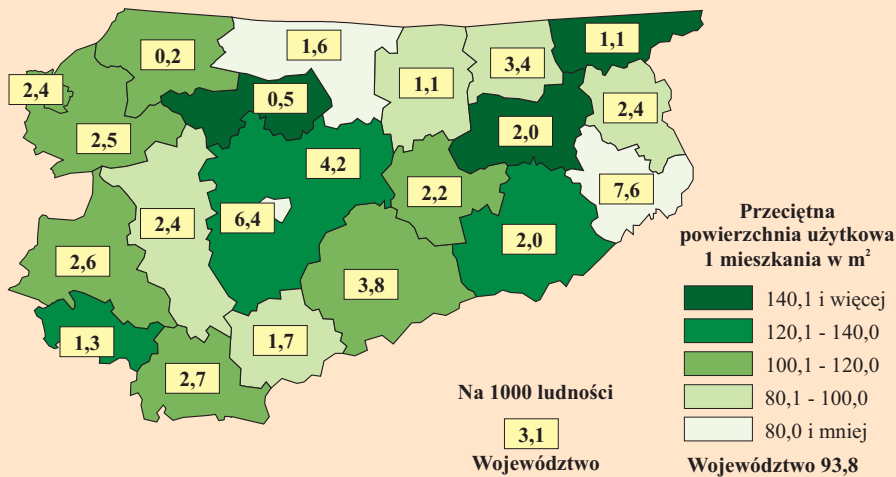 1,1
1,6
0,2
3,4
1,1
2,4
0,5
2,4
2,0
2,5
4,2
2,2
7,6
6,4
2,4
2,0
2,6
3,8
1,3
1,7
2,7
Przeciętna
powierzchnia użytkowa
1 mieszkania w m²
140,1 i więcej
120,1 - 140,0
100,1 - 120,0
80,1 - 100,0
80,0 i mniej
Województwo 93,8
Na 1000 ludności
3,1
Województwo